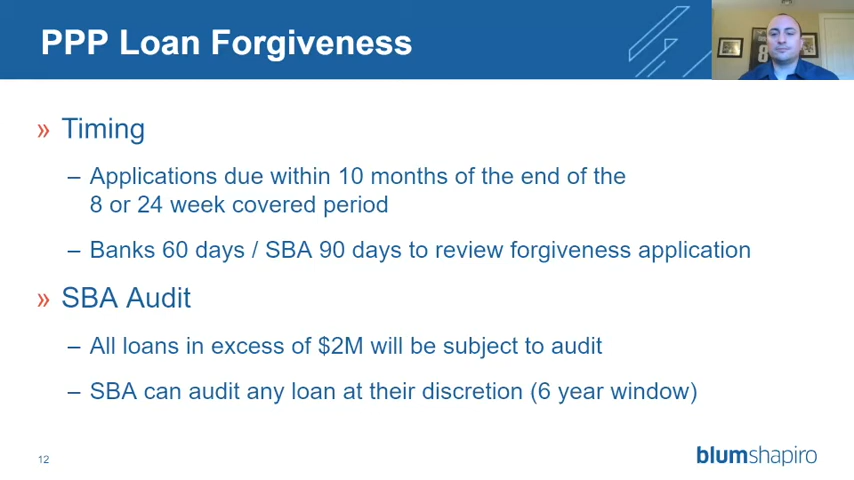 PPP Loan Forgiveness
» Timing
– Applications due within 10 months of the end of the
8 or 24 week covered period
– Banks 60 days / SBA 90 days to review forgiveness application
» SBA Audit
– All loans in excess of $2M will be subject to audit
– SBA can audit any loan at their discretion (6 year window)
12
blumshapiro